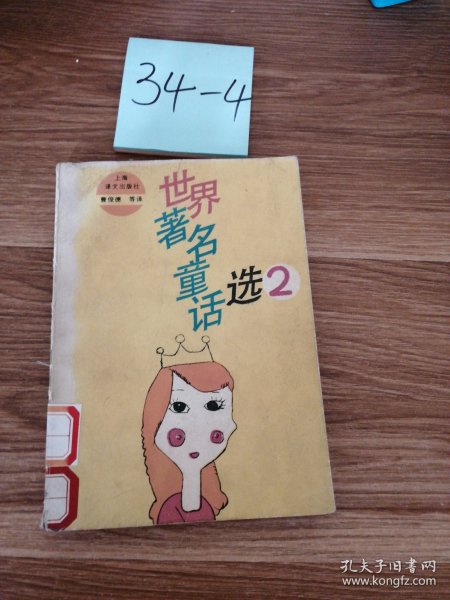 34-4
上海
译文出版社
曹俊德 等译
世界
著名
童话
选2
孔夫子旧书网
www.kongfz.com